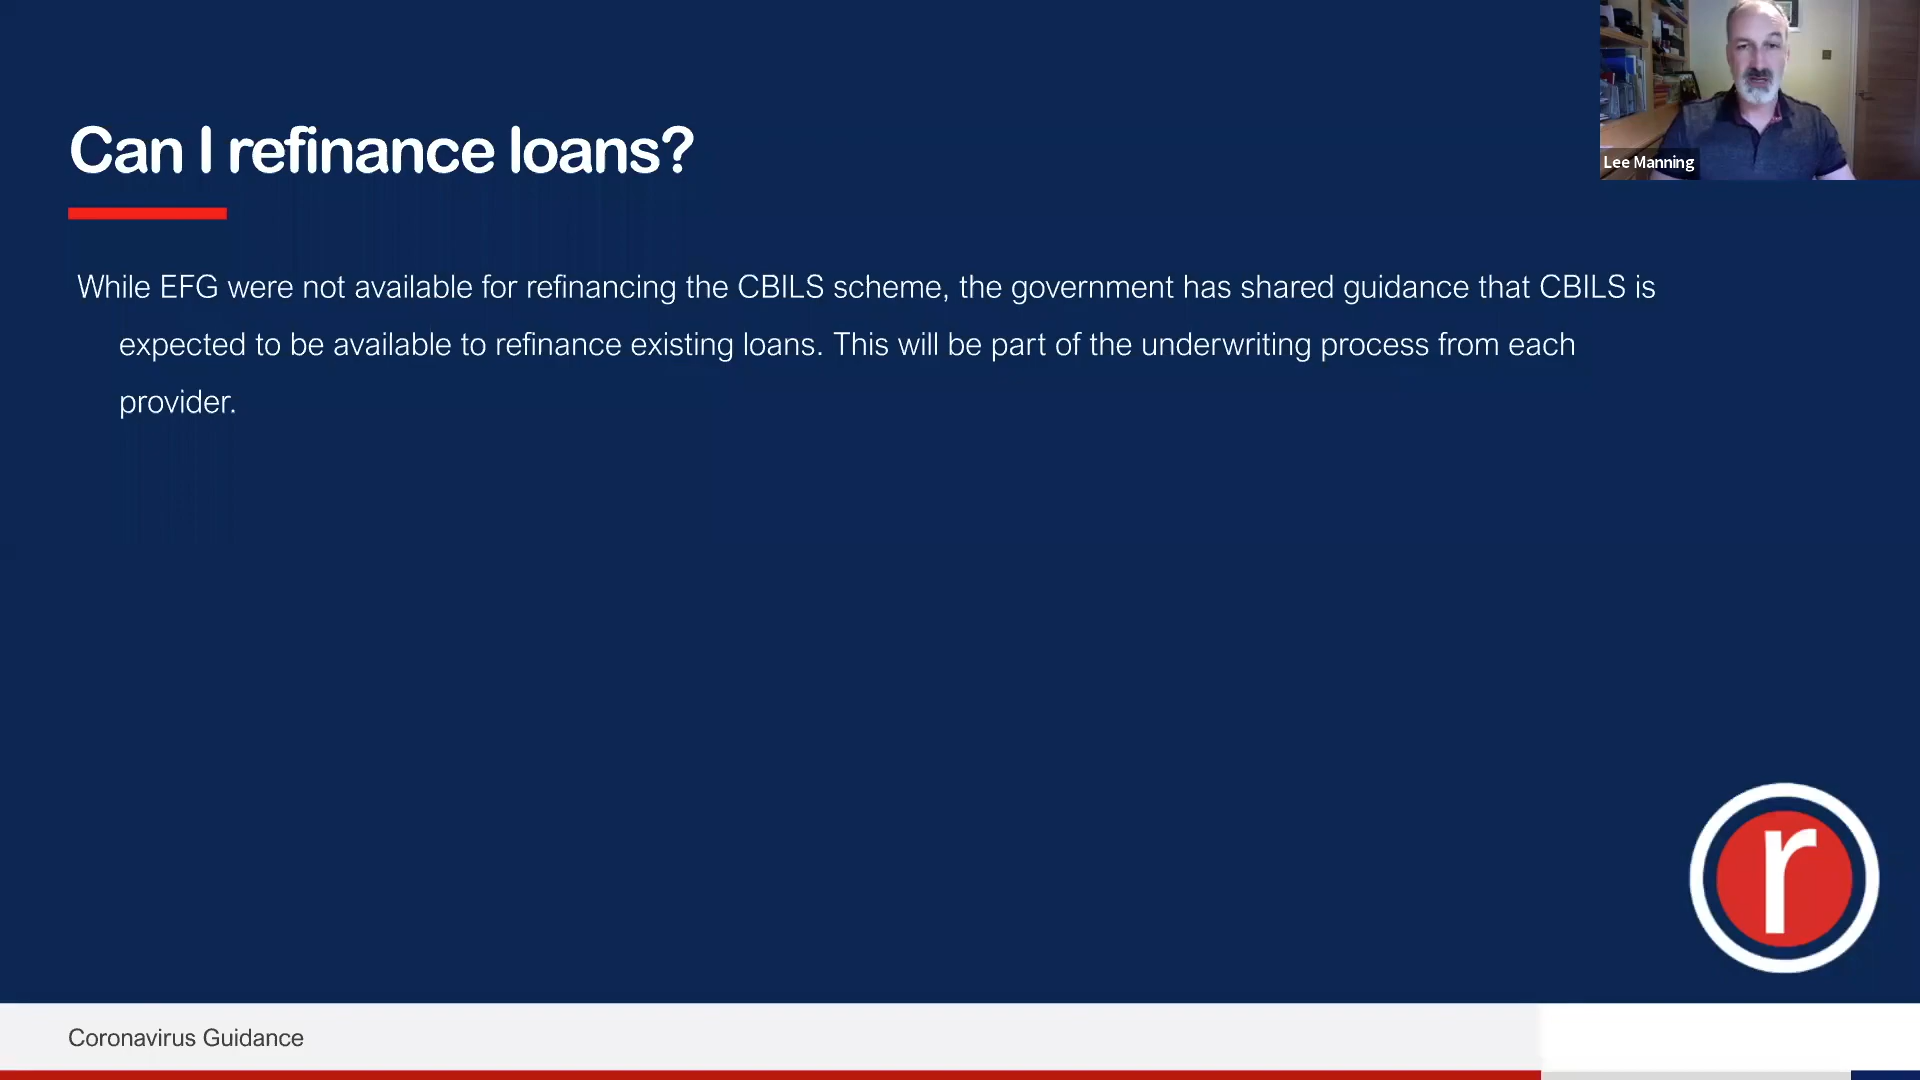 Can I refinance loans?
While EFG were not available for refinancing the CBILS scheme, the government has shared guidance that CBILS is
expected to be available to refinance existing loans. This will be part of the underwriting process from each
provider.
Lee Manning
r
Coronavirus Guidance